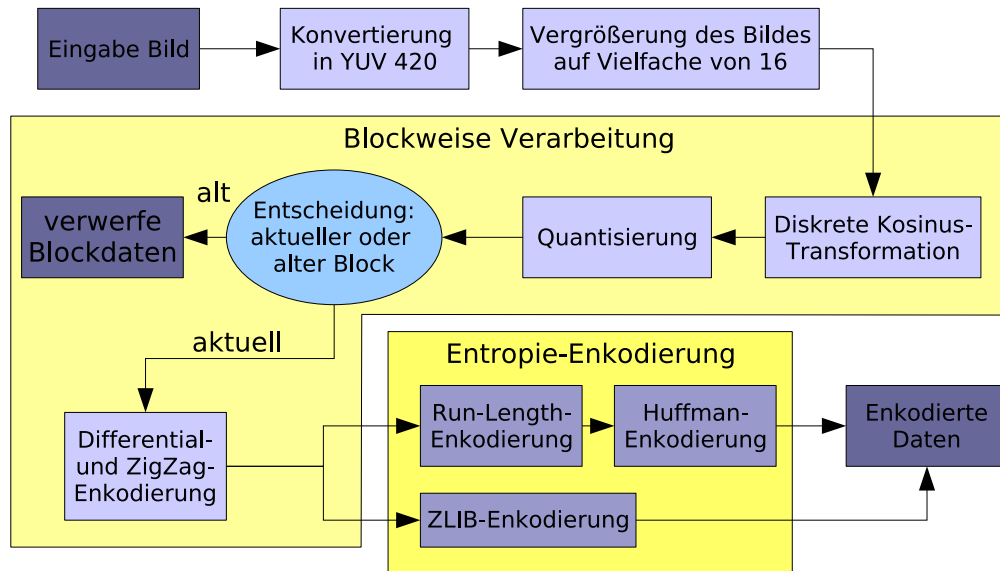 Eingabe Bild
Konvertierung
in YUV 420
Vergrößerung des Bildes
auf Vielfache von 16
Blockweise Verarbeitung
alt
verwerfe
Blockdaten
Entscheidung:
aktueller oder
alter Block
Quantisierung
Diskrete Kosinus-
Transformation
aktuell
Entropie-Enkodierung
Differential-
und ZigZag-
Enkodierung
Run-Length-
Enkodierung
Huffman-
Enkodierung
Enkodierte
Daten
ZLIB-Enkodierung